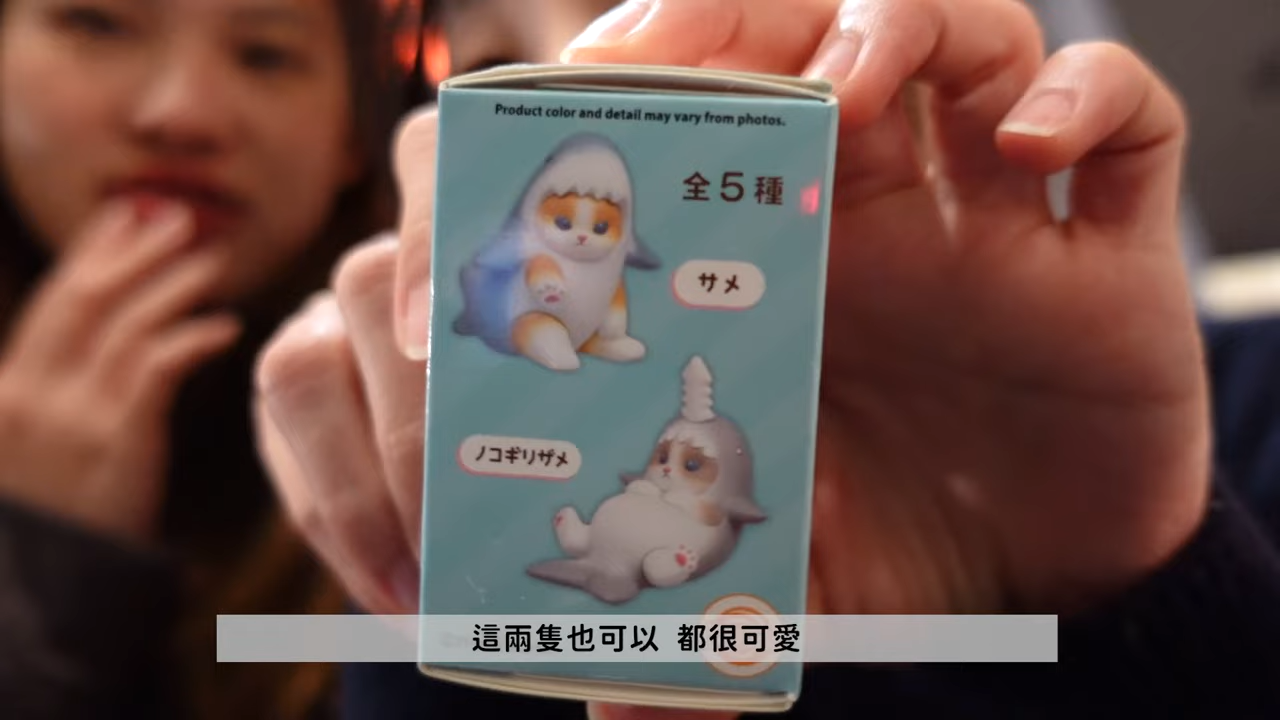 Product color and detail may vary from photos.
全5種
サメ
ノコギリザメ
這兩隻也可以 都很可愛